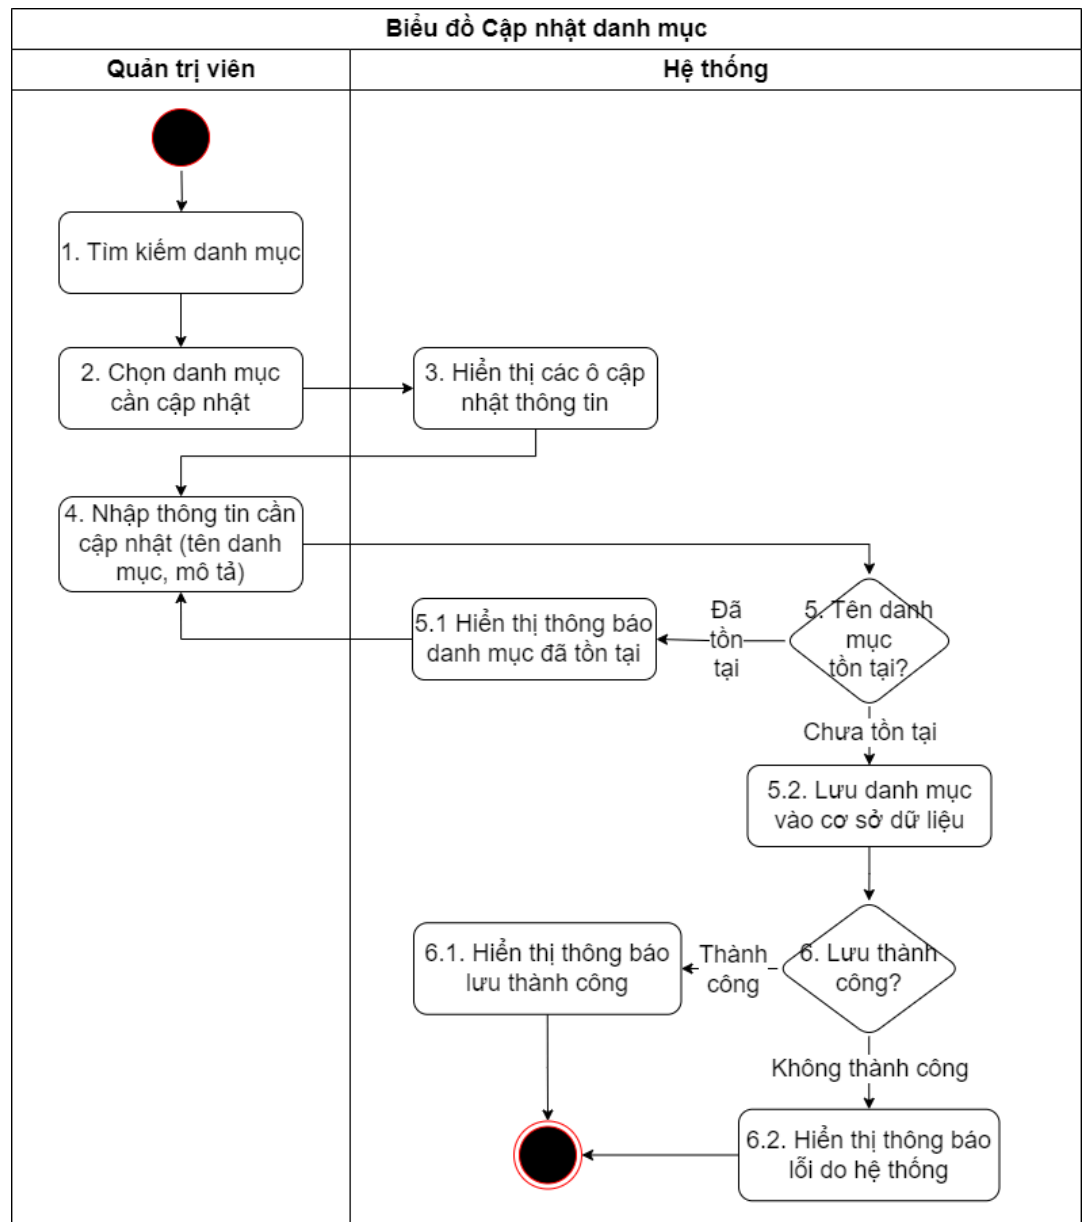 Biểu đồ Cập nhật danh mục
Quản trị viên
Hệ thống
1. Tìm kiếm danh mục
2. Chọn danh mục
cần cập nhật
3. Hiển thị các ô cập
nhật thông tin
4. Nhập thông tin cần
cập nhật (tên danh
mục, mô tả)
5. Tên danh
mục
tồn tại?
Đã
tồn
tại
5.1 Hiển thị thông báo
danh mục đã tồn tại
Chưa tồn tại
5.2. Lưu danh mục
vào cơ sở dữ liệu
6. Lưu thành
công?
Thành
công
6.1. Hiển thị thông báo
lưu thành công
Không thành công
6.2. Hiển thị thông báo
lỗi do hệ thống